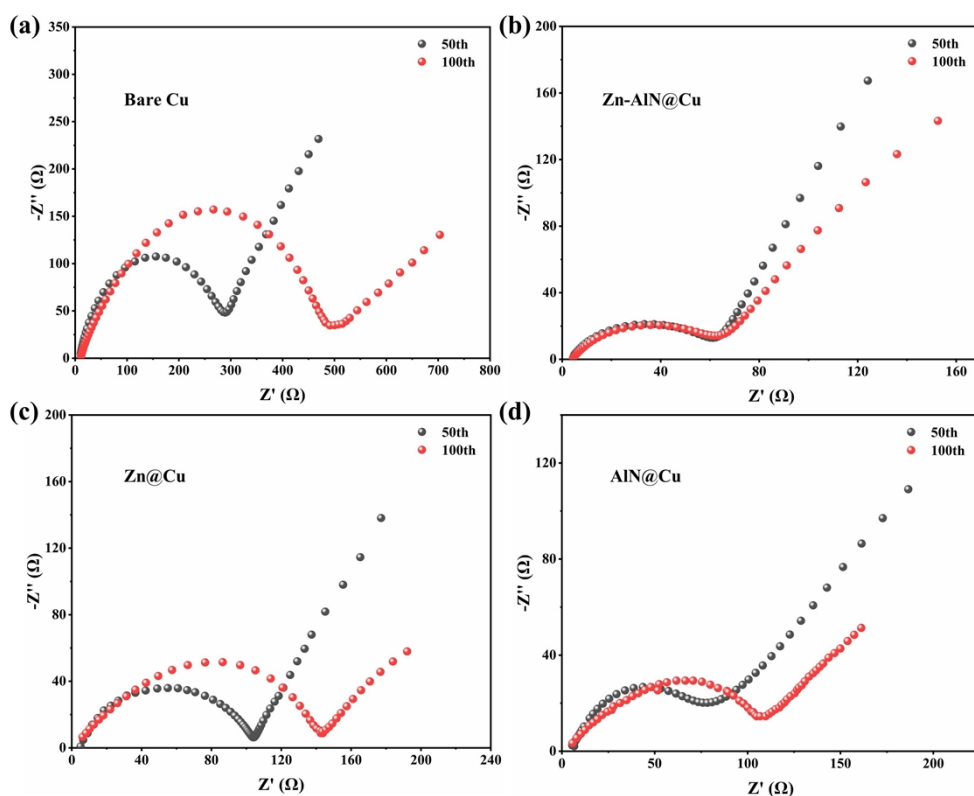 (a)
350
300
250
200
150
100
50
0
-Z'' (Ω)
Bare Cu
50th
100th
0 100 200 300 400 500 600 700 800
Z' (Ω)
(b)
200
160
120
80
40
0
-Z'' (Ω)
Zn-AlN@Cu
50th
100th
0 40 80 120 160
Z' (Ω)
(c)
200
160
120
80
40
0
-Z'' (Ω)
Zn@Cu
50th
100th
0 40 80 120 160 200 240
Z' (Ω)
(d)
120
80
40
0
-Z'' (Ω)
AlN@Cu
50th
100th
0 50 100 150 200
Z' (Ω)